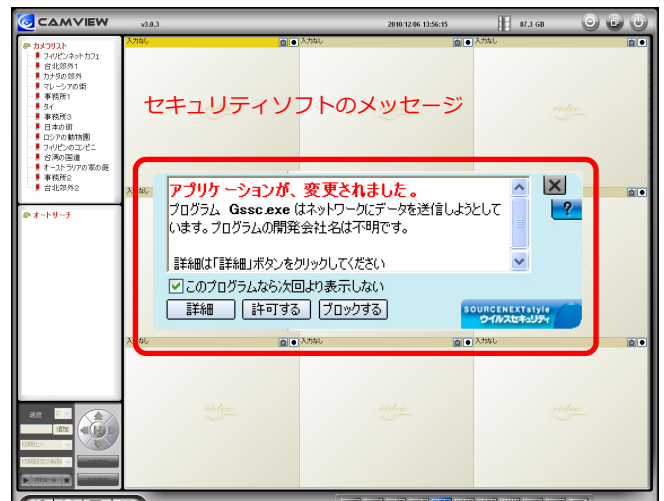 CAMVIEW
v3.0.3
2010/12/06 13:56:15
87.3 GB
カメラリスト
フィリピンネットカフェ
台北郊外1
カナダの郊外
マレーシアの街
事務所1
タイ
事務所3
日本の街
ロシアの動物園
フィリピンのコンビニ
台湾の国道
オーストラリアの家の庭
事務所2
台北郊外2
オートサーチ
入力なし
入力なし
入力なし
セキュリティソフトのメッセージ
video
入力なし
アプリケーションが、変更されました。
プログラム Gssc.exe はネットワークにデータを送信しようとして
います。プログラムの開発会社名は不明です。
詳細は「詳細」ボタンをクリックしてください
このプログラムなら次回より表示しない
詳細
許可する
ブロックする
SOURCENEXTstyle
ウイルスセキュリティ
入力なし
入力なし
入力なし
video
video
video
速度
追加